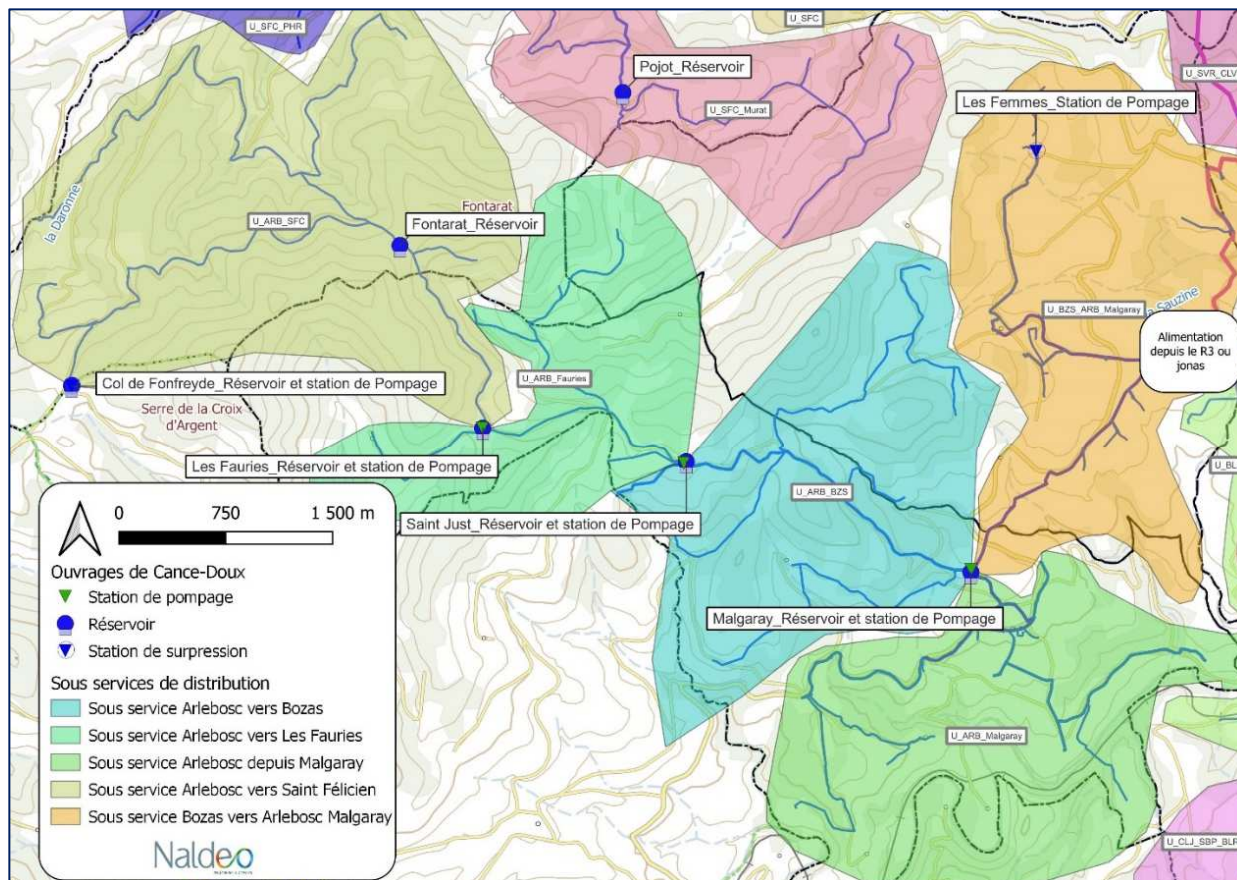 U_SFC_PHR
U_SFC
U_SVR_CLV
Pojot_Réservoir
U_SFC_Murat
Les Femmes_Station de Pompage
la Daronne
U_ARB_SFC
Fontarat
Fontarat_Réservoir
U_BZS_ARB_Malgaray
Sauzine
Alimentation
depuis le R3 ou
jonas
Col de Fonfreyde_Réservoir et station de Pompage
Serre de la Croix
d'Argent
U_ARB_Fauries
Les Fauries_Réservoir et station de Pompage
U_BL
U_ARB_BZS
Saint Just_Réservoir et station de Pompage
Malgaray_Réservoir et station de Pompage
U_ARB_Malgaray
U_CLJ_SBP_BLR
0 750 1 500 m
Ouvrages de Cance-Doux
Station de pompage
Réservoir
Station de surpression
Sous services de distribution
Sous service Arlebosc vers Bozas
Sous service Arlebosc vers Les Fauries
Sous service Arlebosc depuis Malgaray
Sous service Arlebosc vers Saint Félicien
Sous service Bozas vers Arlebosc Malgaray
Naldeo